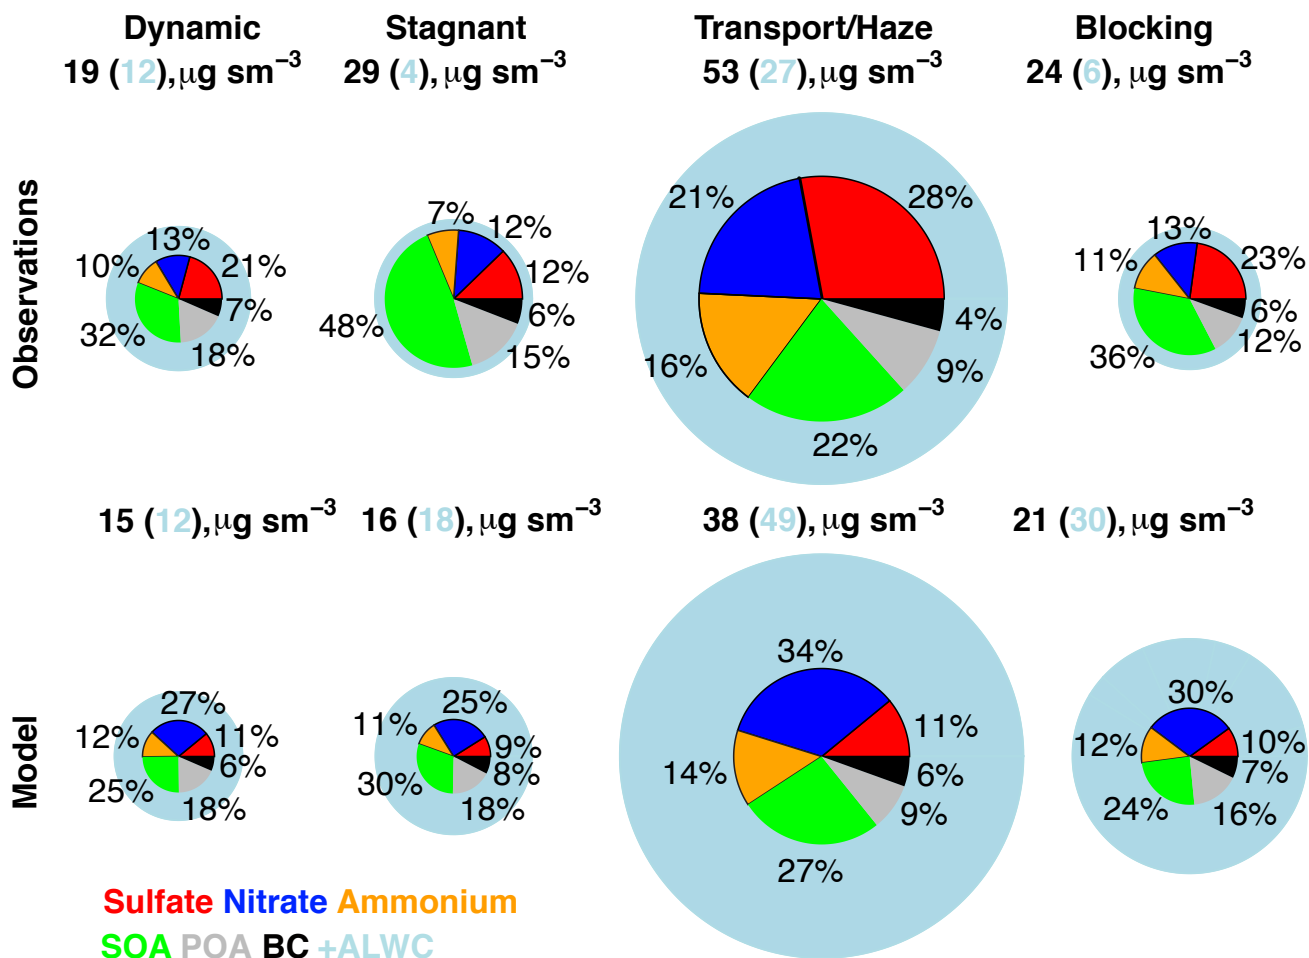 Dynamic Stagnant Transport/Haze Blocking
19 (12),μg sm−3 29 (4),μg sm−3 53 (27),μg sm−3 24 (6),μg sm−3
Observations
10% 13% 21% 7% 18% 32%
7% 12% 12% 6% 15% 48%
21% 28% 4% 9% 22% 16%
11% 13% 23% 6% 12% 36%
15 (12),μg sm−3 16 (18),μg sm−3 38 (49),μg sm−3 21 (30),μg sm−3
Model
12% 27% 11% 6% 18% 25%
11% 25% 9% 8% 18% 30%
34% 11% 6% 9% 27% 14%
12% 30% 10% 7% 16% 24%
Sulfate Nitrate Ammonium
SOA POA BC +ALWC